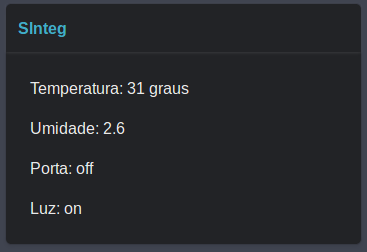 SInteg
Temperatura: 31 graus
Umidade: 2.6
Porta: off
Luz: on